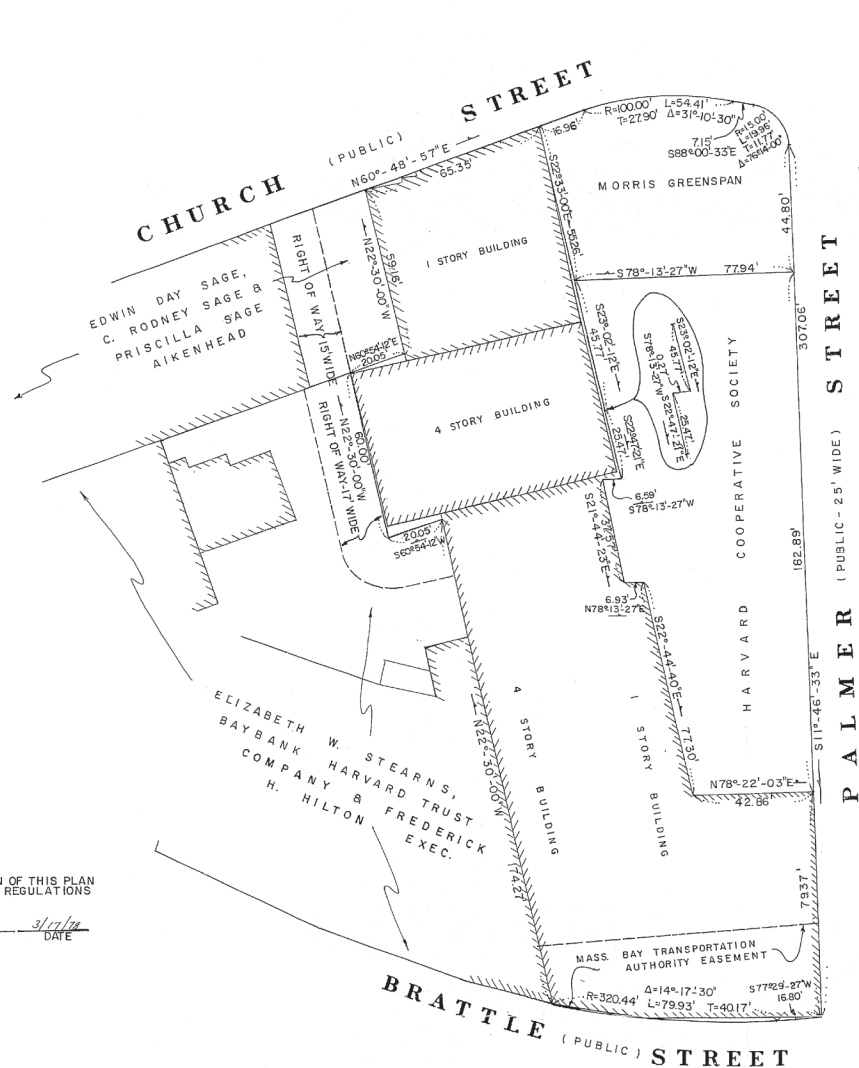 CHURCH (PUBLIC) STREET
N60°-48'-57"E
65.35'
16.96'
R=100.00' L=54.41'
T=27.90' Δ=31°-10'-30"
7.15'
S88°00'-33"E
R=15.00'
L=19.96'
T=11.77'
Δ=76°14'-00"
MORRIS GREENSPAN
44.80'
S22°33'-00"E 55.26'
S78°-13'-27"W 77.94'
EDWIN DAY SAGE,
C. RODNEY SAGE &
PRISCILLA SAGE
AIKENHEAD
RIGHT OF WAY-15' WIDE
N22°-30'-00"W
59.16'
1 STORY BUILDING
N60°54'-12"E
20.05'
S23°-02'-12"E
45.77'
S23°02'-12"E
45.77'
0.27'
S78°-13'-27"W
25.47'
S22°47'-21"E
307.06'
PALMER (PUBLIC - 25' WIDE) STREET
HARVARD COOPERATIVE SOCIETY
4 STORY BUILDING
RIGHT OF WAY-17' WIDE
N22°-30'-00"W
60.00'
S22°47'-21"E
25.47'
6.59'
S78°-13'-27"W
20.05'
S60°54'-12"W
S21°-44'-23"E
6.93'
N78°13'-27"E
162.89'
S22°-44'-40"E
77.30'
S11°-46'-33"E
ELIZABETH W. STEARNS,
BAYBANK HARVARD TRUST
COMPANY & FREDERICK
H. HILTON EXEC.
N22°-30'-00"W
174.27'
4 STORY BUILDING
1 STORY BUILDING
N78°-22'-03"E
42.86'
79.37'
N OF THIS PLAN
REGULATIONS
3/17/78
DATE
MASS. BAY TRANSPORTATION
AUTHORITY EASEMENT
Δ=14°-17'-30"
R=320.44' L=79.93' T=40.17'
S77°29'-27"W
16.80'
BRATTLE (PUBLIC) STREET